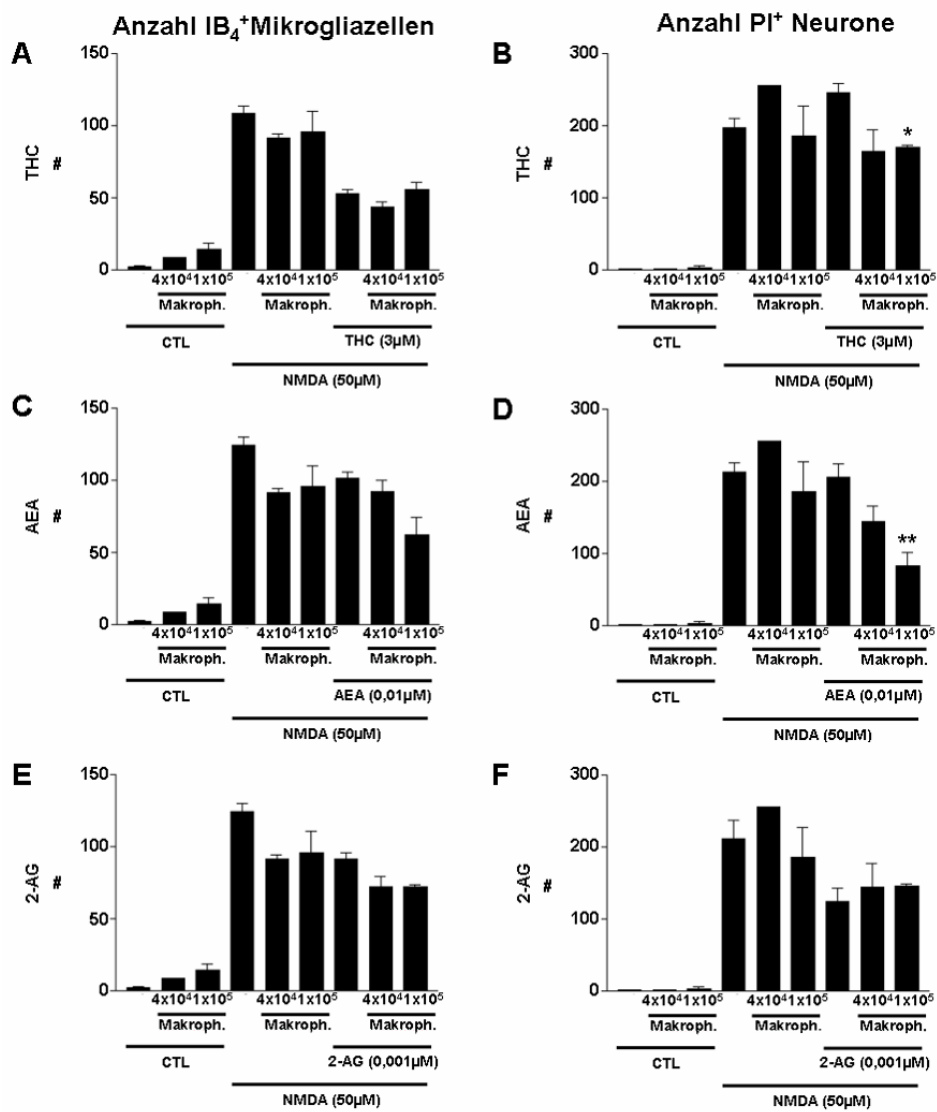 Anzahl IB₄⁺Mikrogliazellen
Anzahl PI⁺ Neurone
A
150
100
50
0
THC #
4x10⁴ 1x10⁵ 4x10⁴ 1x10⁵ 4x10⁴ 1x10⁵
Makroph. Makroph. Makroph.
CTL THC (3µM)
NMDA (50µM)
B
300
200
100
0
THC #
4x10⁴ 1x10⁵ 4x10⁴ 1x10⁵ 4x10⁴ 1x10⁵
*
Makroph. Makroph. Makroph.
CTL THC (3µM)
NMDA (50µM)
C
150
100
50
0
AEA #
4x10⁴ 1x10⁵ 4x10⁴ 1x10⁵ 4x10⁴ 1x10⁵
Makroph. Makroph. Makroph.
CTL AEA (0,01µM)
NMDA (50µM)
D
300
200
100
0
AEA #
**
4x10⁴ 1x10⁵ 4x10⁴ 1x10⁵ 4x10⁴ 1x10⁵
Makroph. Makroph. Makroph.
CTL AEA (0,01µM)
NMDA (50µM)
E
150
100
50
0
2-AG #
4x10⁴ 1x10⁵ 4x10⁴ 1x10⁵ 4x10⁴ 1x10⁵
Makroph. Makroph. Makroph.
CTL 2-AG (0,001µM)
NMDA (50µM)
F
300
200
100
0
2-AG #
4x10⁴ 1x10⁵ 4x10⁴ 1x10⁵ 4x10⁴ 1x10⁵
Makroph. Makroph. Makroph.
CTL 2-AG (0,001µM)
NMDA (50µM)